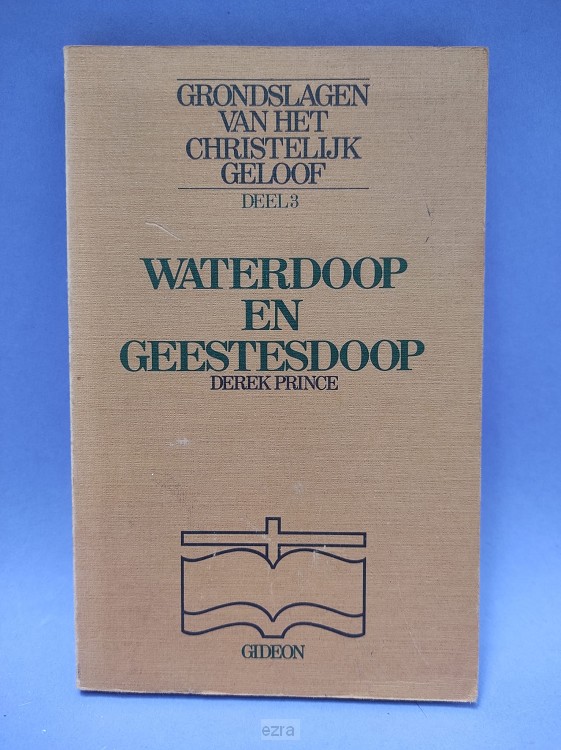 GRONDSLAGEN
VAN HET
CHRISTELIJK
GELOOF
DEEL 3
WATERDOOP
EN
GEESTESDOOP
DEREK PRINCE
GIDEON
ezra